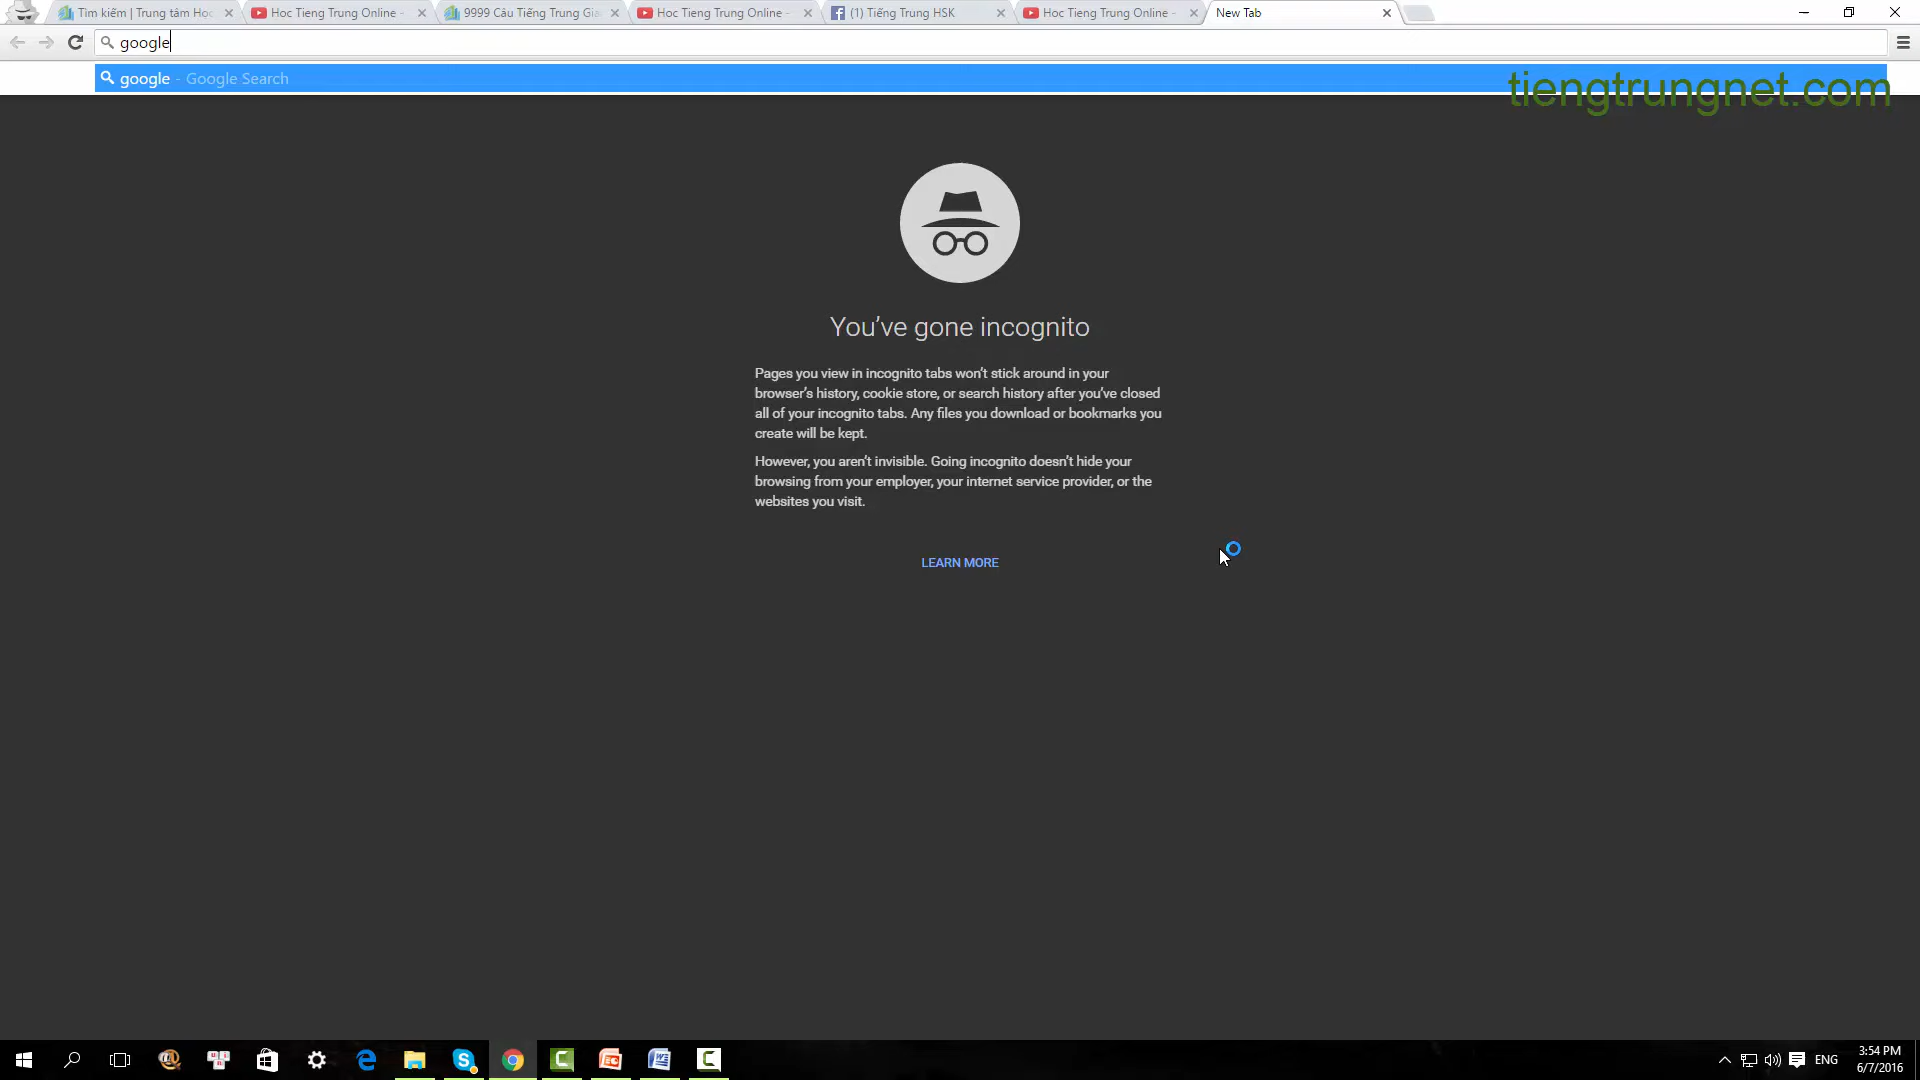 Tìm kiếm | Trung tâm Học
Hoc Tieng Trung Online -
9999 Câu Tiếng Trung Gia
Hoc Tieng Trung Online -
(1) Tiếng Trung HSK
Hoc Tieng Trung Online -
New Tab
google
google - Google Search
tiengtrungnet.com
You’ve gone incognito
Pages you view in incognito tabs won’t stick around in your
browser’s history, cookie store, or search history after you’ve closed
all of your incognito tabs. Any files you download or bookmarks you
create will be kept.
However, you aren’t invisible. Going incognito doesn’t hide your
browsing from your employer, your internet service provider, or the
websites you visit.
LEARN MORE
ENG
3:54 PM
6/7/2016